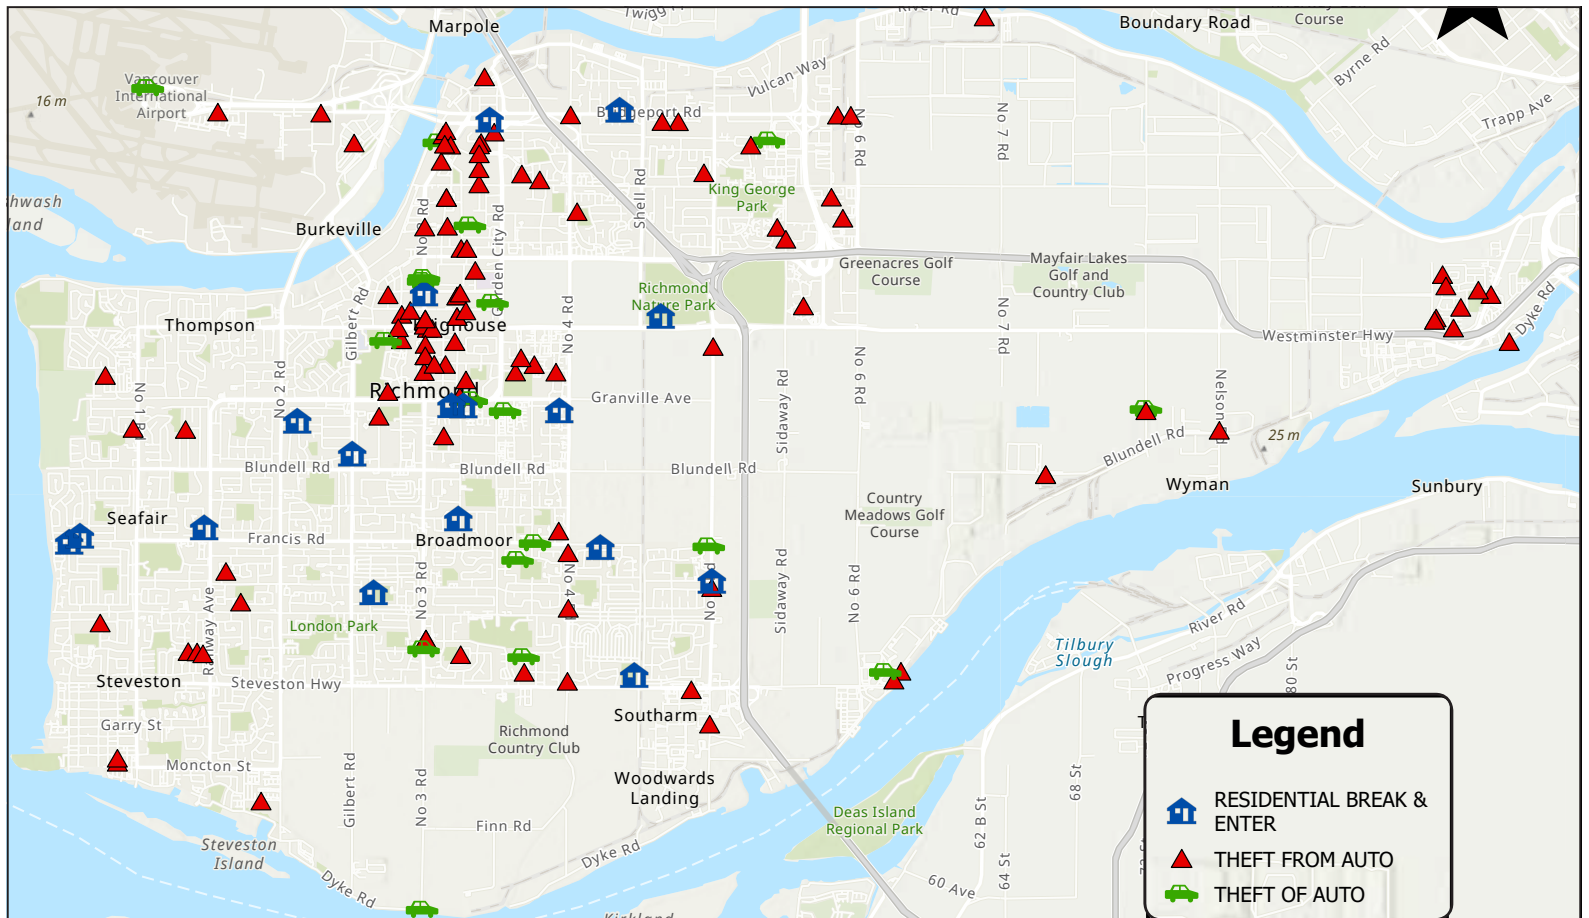 Marpole
River Rd
Boundary Road
Course
Byrne Rd
Vulcan Way
Trapp Ave
Vancouver
International
Airport
16 m
Bridgeport Rd
No 6 Rd
No 7 Rd
Shell Rd
King George
Park
Burkeville
No 3 Rd
Garden City Rd
Greenacres Golf
Course
Mayfair Lakes
Golf and
Country Club
Richmond
Nature Park
Gilbert Rd
No 4 Rd
Thompson
No 7 Rd
Westminster Hwy
Dyke Rd
No 2 Rd
No 1 Rd
Richmond
Granville Ave
Sidaway Rd
No 6 Rd
25 m
Blundell Rd
Blundell Rd
Blundell Rd
Blundell Rd
Wyman
Sunbury
Seafair
Francis Rd
Broadmoor
Country
Meadows Golf
Course
No 3 Rd
Sidaway Rd
No 6 Rd
Railway Ave
London Park
River Rd
Tilbury
Slough
Progress Way
Steveston
Steveston Hwy
Garry St
Southarm
Richmond
Country Club
Moncton St
Gilbert Rd
No 3 Rd
Woodwards
Landing
68 St
62 B St
64 St
Finn Rd
Deas Island
Regional Park
Steveston
Island
Dyke Rd
Dyke Rd
60 Ave
Legend
RESIDENTIAL BREAK &
ENTER
THEFT FROM AUTO
THEFT OF AUTO